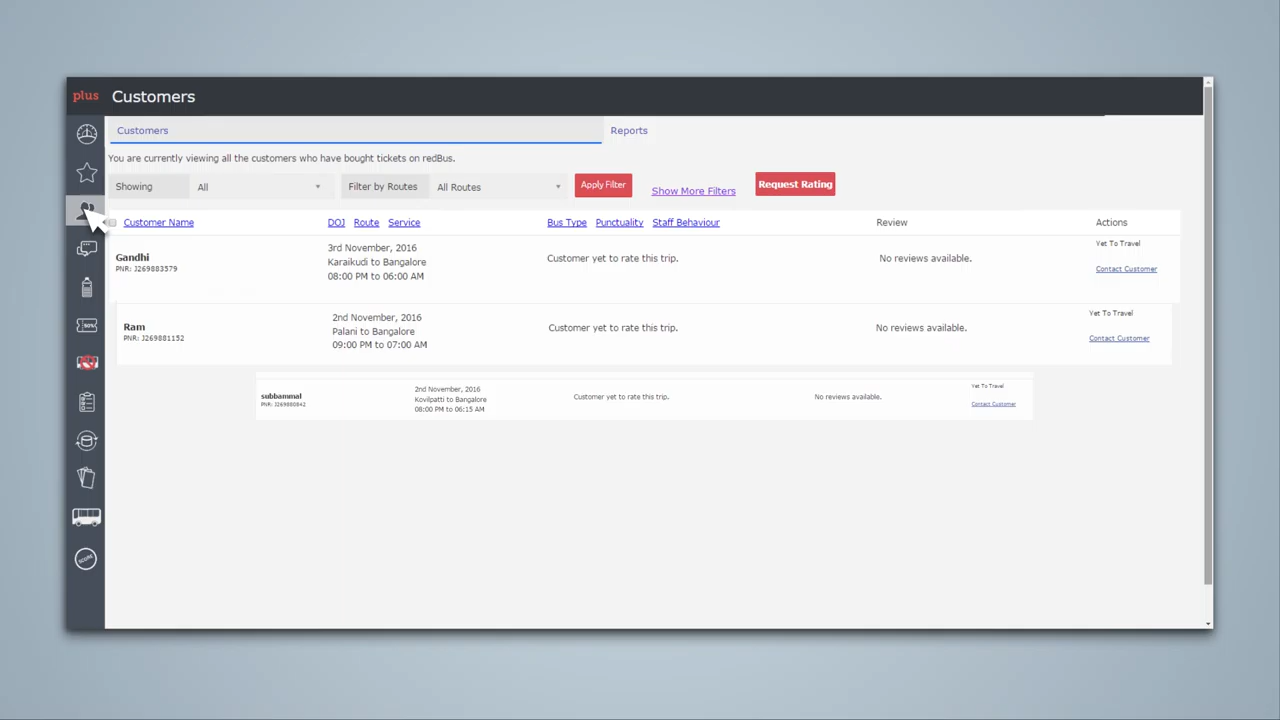 plus Customers
Customers Reports
You are currently viewing all the customers who have bought tickets on redBus.
Showing All Filter by Routes All Routes Apply Filter Show More Filters Request Rating
Customer Name DOJ Route Service Bus Type Punctuality Staff Behaviour Review Actions
3rd November, 2016 Yet To Travel
Gandhi Karaikudi to Bangalore Customer yet to rate this trip. No reviews available.
PNR: J269883579 08:00 PM to 06:00 AM Contact Customer
2nd November, 2016 Yet To Travel
Ram Palani to Bangalore Customer yet to rate this trip. No reviews available.
PNR: J269881152 09:00 PM to 07:00 AM Contact Customer
2nd November, 2016 Yet To Travel
subbammal Kovilpatti to Bangalore Customer yet to rate this trip. No reviews available.
PNR: J269880842 08:00 PM to 06:15 AM Contact Customer
50%
SCORE